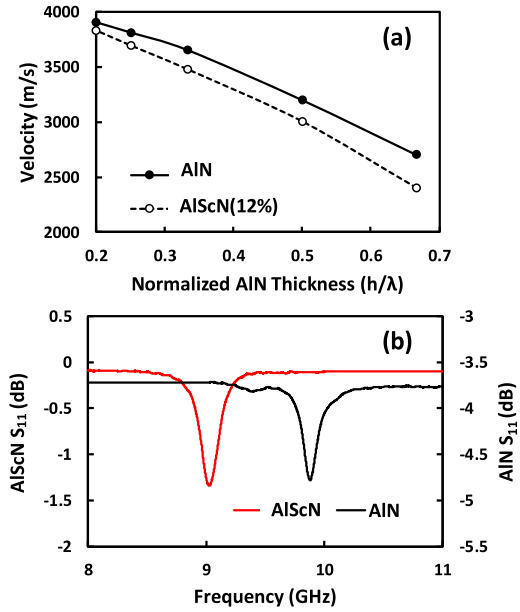 (a)
4000
3500
3000
2500
2000
Velocity (m/s)
AlN
AlScN(12%)
0.2 0.3 0.4 0.5 0.6 0.7
Normalized AlN Thickness (h/λ)
(b)
0.5
0
-0.5
-1
-1.5
-2
AlScN S11 (dB)
-3
-3.5
-4
-4.5
-5
-5.5
AlN S11 (dB)
AlScN AlN
8 9 10 11
Frequency (GHz)